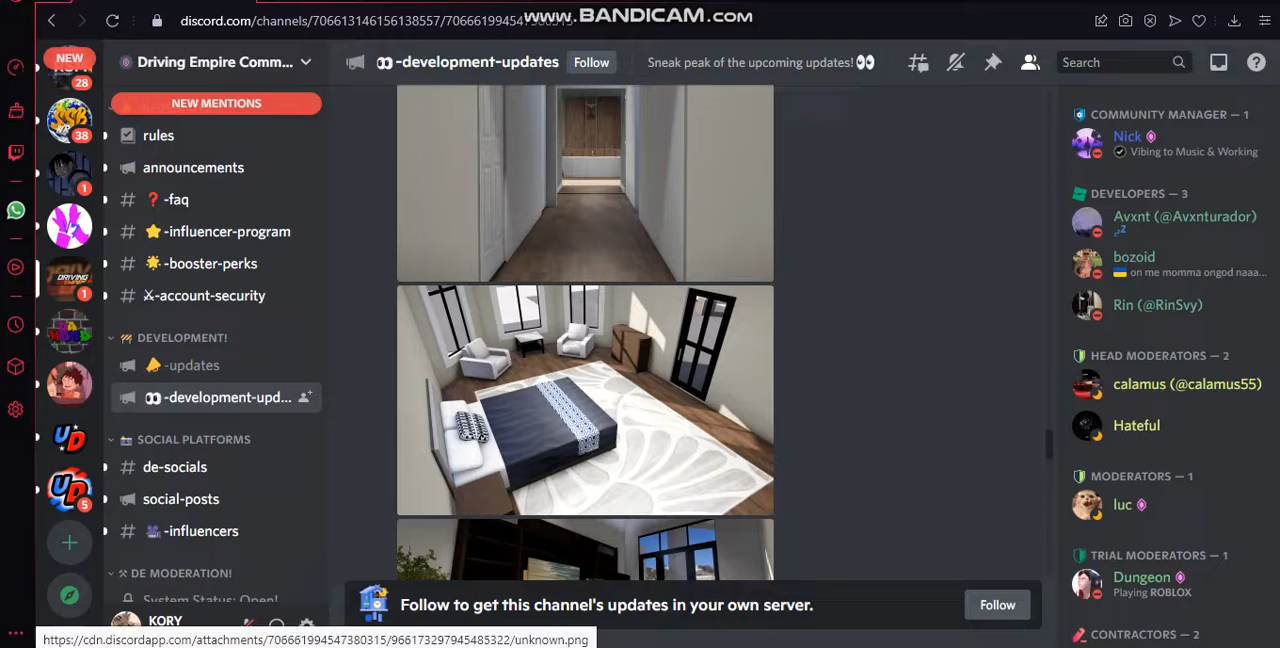 www.BANDICAM.com
discord.com/channels/706613146156138557/70666199454
NEW
28
38
1
1
5
Driving Empire Comm...
NEW MENTIONS
rules
announcements
# ❓-faq
# ⭐-influencer-program
# 🌟-booster-perks
# ⚔-account-security
DEVELOPMENT!
-updates
👀-development-upd...
SOCIAL PLATFORMS
# de-socials
social-posts
# 🎥-influencers
⚒ DE MODERATION!
System Status: Open!
KORY
👀-development-updates
Follow
Sneak peak of the upcoming updates! 👀
Search
Follow to get this channel's updates in your own server.
Follow
COMMUNITY MANAGER — 1
Nick
Vibing to Music & Working
DEVELOPERS — 3
Avxnt (@Avxnturador)
💤
bozoid
🇺🇦 on me momma ongod naaa...
Rin (@RinSvy)
HEAD MODERATORS — 2
calamus (@calamus55)
Hateful
MODERATORS — 1
luc
TRIAL MODERATORS — 1
Dungeon
Playing ROBLOX
CONTRACTORS — 2
https://cdn.discordapp.com/attachments/706661994547380315/966173297945485322/unknown.png